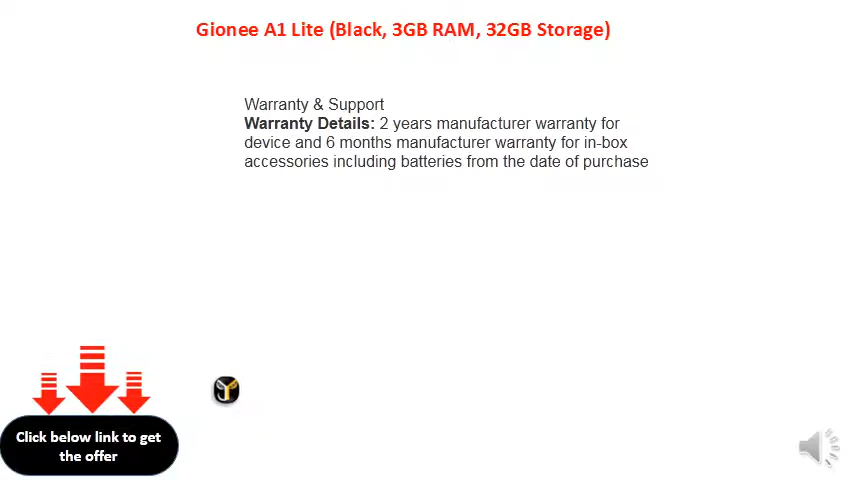 Gionee A1 Lite (Black, 3GB RAM, 32GB Storage)
Warranty & Support
Warranty Details: 2 years manufacturer warranty for
device and 6 months manufacturer warranty for in-box
accessories including batteries from the date of purchase
Click below link to get
the offer